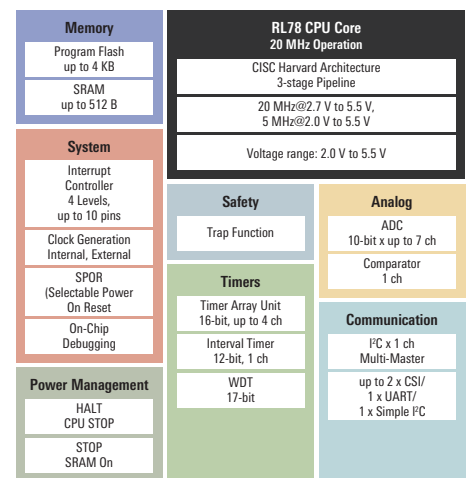 Memory
Program Flash
up to 4 KB
SRAM
up to 512 B
RL78 CPU Core
20 MHz Operation
CISC Harvard Architecture
3-stage Pipeline
20 MHz@2.7 V to 5.5 V,
5 MHz@2.0 V to 5.5 V
Voltage range: 2.0 V to 5.5 V
System
Interrupt
Controller
4 Levels,
up to 10 pins
Clock Generation
Internal, External
SPOR
(Selectable Power
On Reset
On-Chip
Debugging
Power Management
HALT
CPU STOP
STOP
SRAM On
Safety
Trap Function
Timers
Timer Array Unit
16-bit, up to 4 ch
Interval Timer
12-bit, 1 ch
WDT
17-bit
Analog
ADC
10-bit x up to 7 ch
Comparator
1 ch
Communication
I²C x 1 ch
Multi-Master
up to 2 x CSI/
1 x UART/
1 x Simple I²C